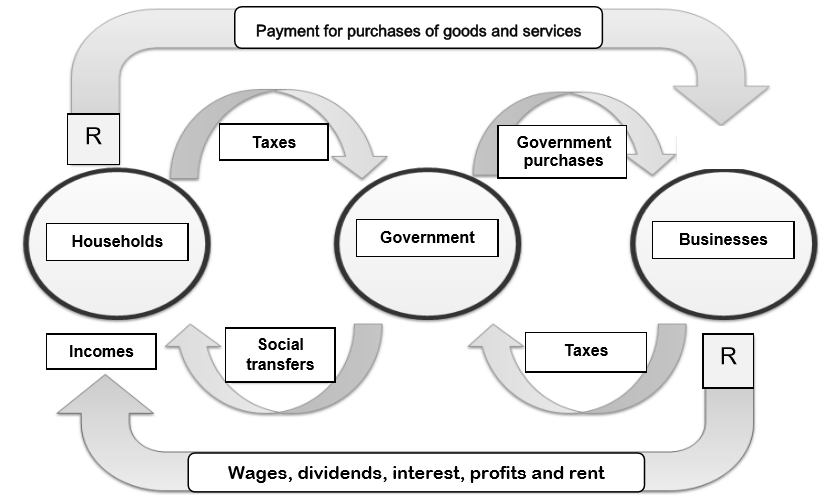 Payment for purchases of goods and services
R
Taxes
Government
purchases
Households
Government
Businesses
Incomes
Social
transfers
Taxes
R
Wages, dividends, interest, profits and rent